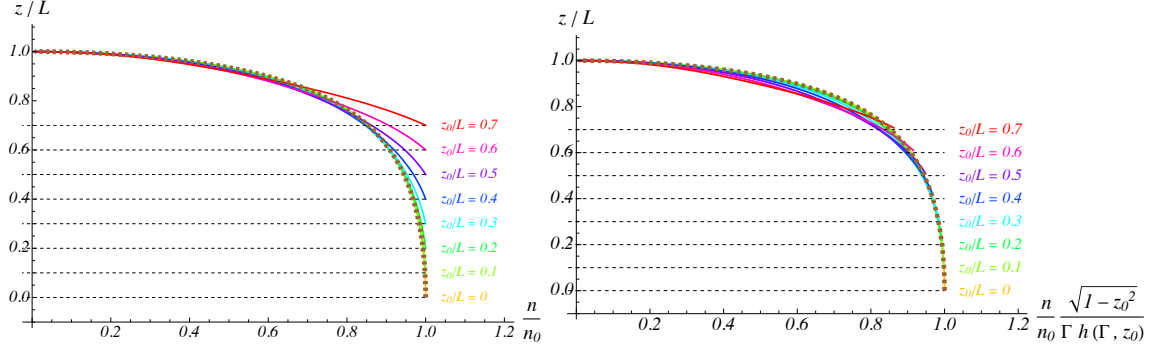 z / L
1.0
0.8
0.6
0.4
0.2
0.0
z₀/L = 0.7
z₀/L = 0.6
z₀/L = 0.5
z₀/L = 0.4
z₀/L = 0.3
z₀/L = 0.2
z₀/L = 0.1
z₀/L = 0
0.2 0.4 0.6 0.8 1.0 1.2
n
n₀
z / L
1.0
0.8
0.6
0.4
0.2
0.0
z₀/L = 0.7
z₀/L = 0.6
z₀/L = 0.5
z₀/L = 0.4
z₀/L = 0.3
z₀/L = 0.2
z₀/L = 0.1
z₀/L = 0
0.2 0.4 0.6 0.8 1.0 1.2
n √1 − z₀²
n₀ Γ h (Γ , z₀)